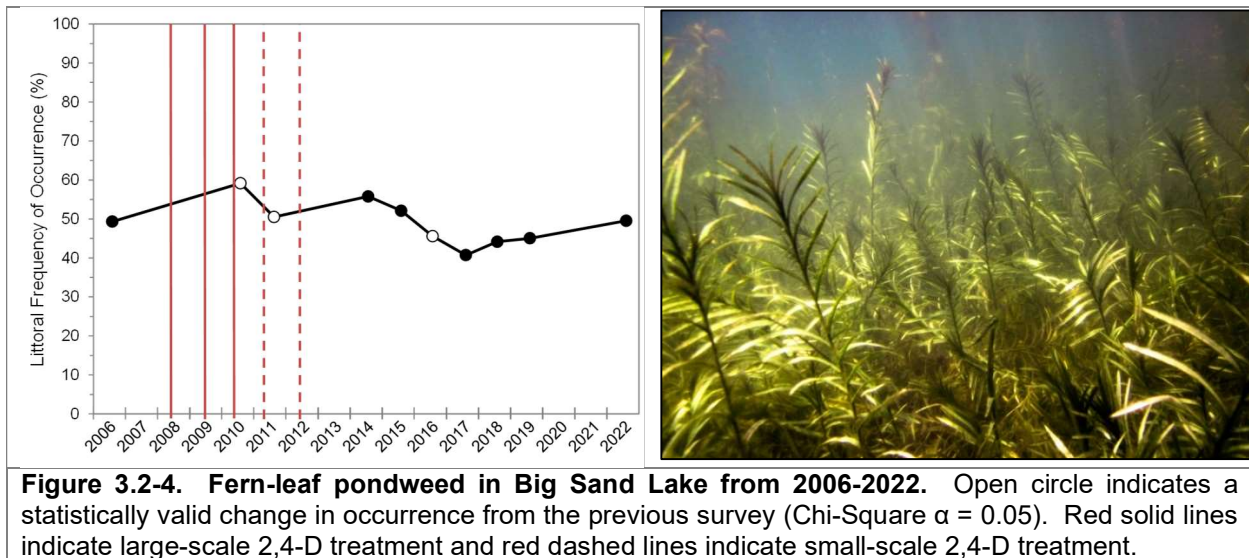 100
90
80
70
60
50
40
30
20
10
0
Littoral Frequency of Occurrence (%)
2006 2007 2008 2009 2010 2011 2012 2013 2014 2015 2016 2017 2018 2019 2020 2021 2022
Figure 3.2-4. Fern-leaf pondweed in Big Sand Lake from 2006-2022. Open circle indicates a
statistically valid change in occurrence from the previous survey (Chi-Square α = 0.05). Red solid lines
indicate large-scale 2,4-D treatment and red dashed lines indicate small-scale 2,4-D treatment.